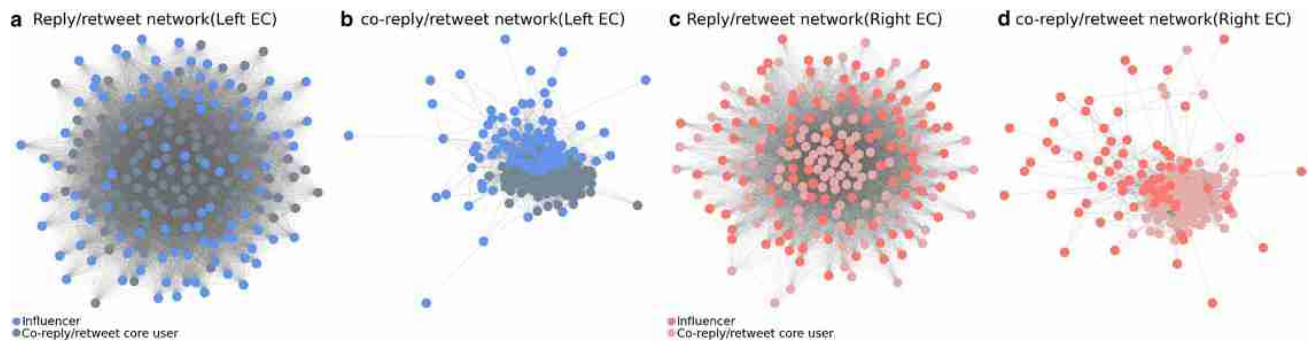 a Reply/retweet network(Left EC)
b co-reply/retweet network(Left EC)
c Reply/retweet network(Right EC)
d co-reply/retweet network(Right EC)
Influencer
Co-reply/retweet core user
Influencer
Co-reply/retweet core user